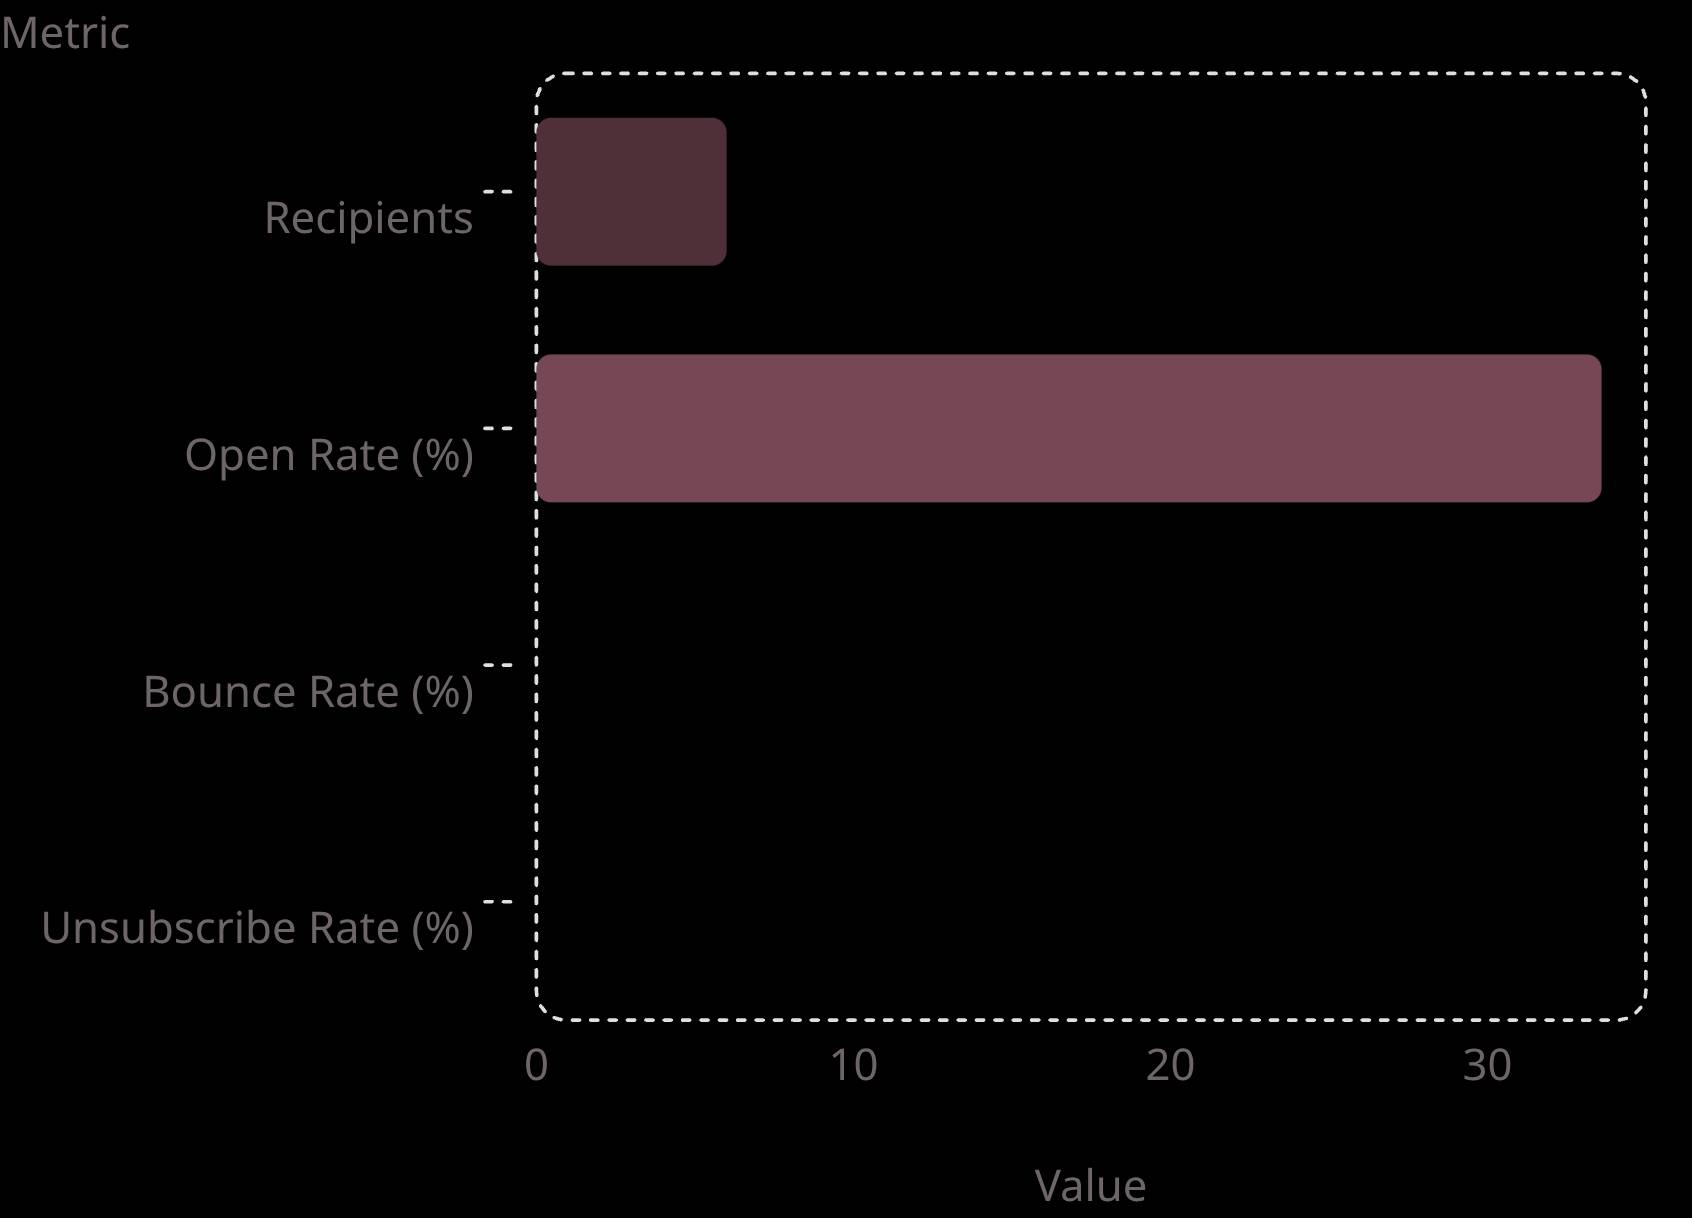 Metric
Recipients
Open Rate (%)
Bounce Rate (%)
Unsubscribe Rate (%)
0 10 20 30
Value